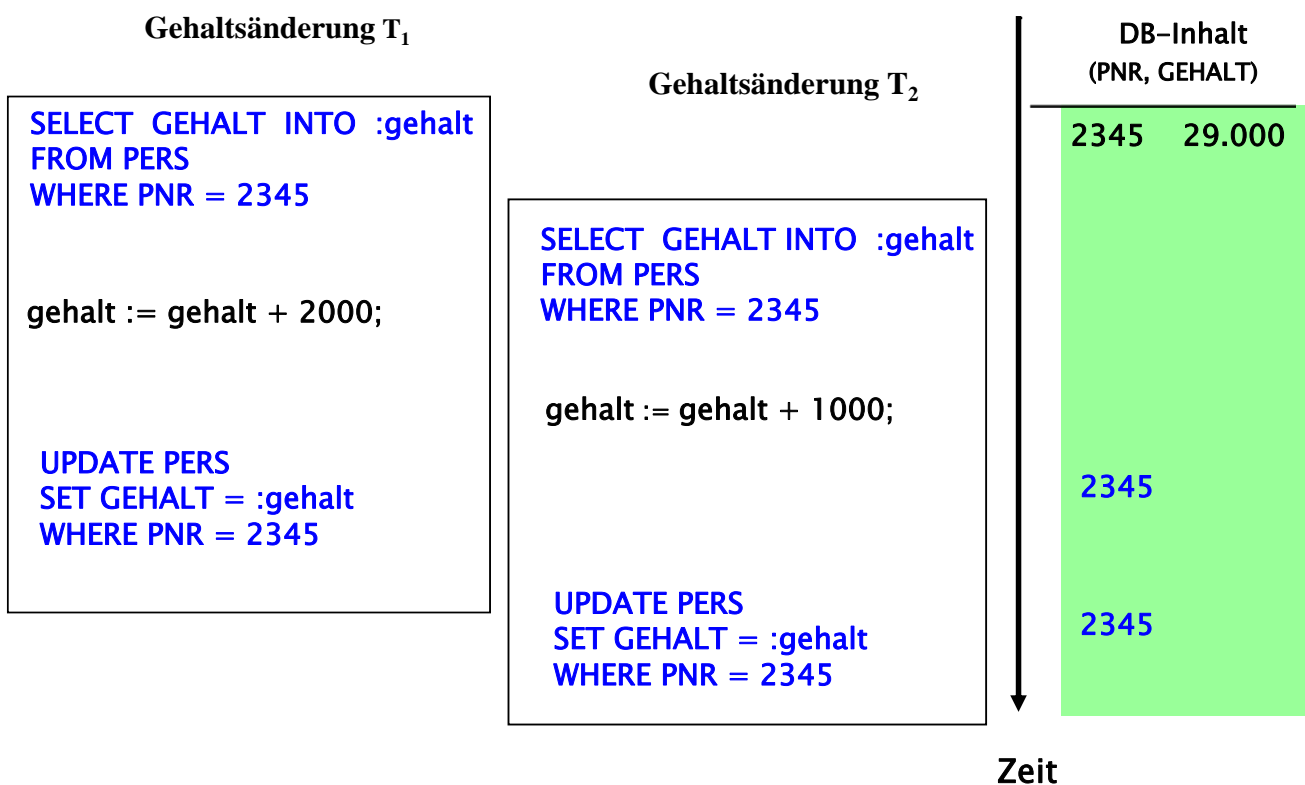 Gehaltsänderung T1
SELECT GEHALT INTO :gehalt
FROM PERS
WHERE PNR = 2345
gehalt := gehalt + 2000;
UPDATE PERS
SET GEHALT = :gehalt
WHERE PNR = 2345
Gehaltsänderung T2
SELECT GEHALT INTO :gehalt
FROM PERS
WHERE PNR = 2345
gehalt := gehalt + 1000;
UPDATE PERS
SET GEHALT = :gehalt
WHERE PNR = 2345
Zeit
DB-Inhalt
(PNR, GEHALT)
2345 29.000
2345
2345